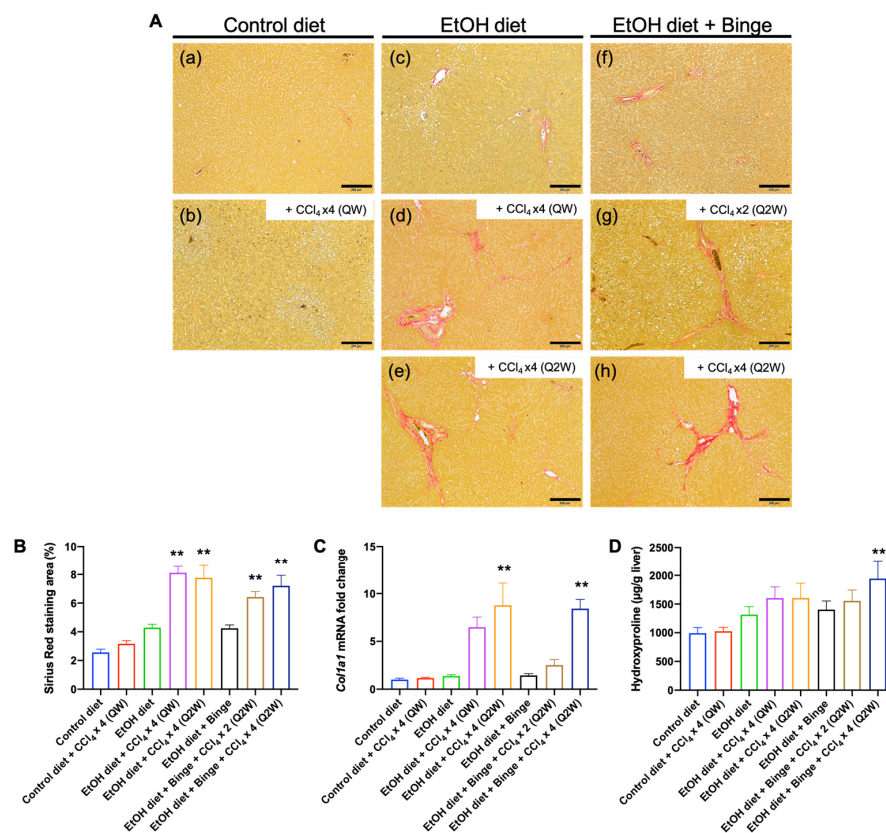 A
Control diet
EtOH diet
EtOH diet + Binge
(a)
(c)
(f)
(b)
+ CCl₄ x4 (QW)
(d)
+ CCl₄ x4 (QW)
(g)
+ CCl₄ x2 (Q2W)
(e)
+ CCl₄ x4 (Q2W)
(h)
+ CCl₄ x4 (Q2W)
B
Sirius Red staining area (%)
10
8
6
4
2
0
**
**
**
**
Control diet
Control diet + CCl₄ x 4 (QW)
EtOH diet
EtOH diet + CCl₄ x 4 (QW)
EtOH diet + CCl₄ x 4 (Q2W)
EtOH diet + Binge
EtOH diet + Binge + CCl₄ x 2 (Q2W)
EtOH diet + Binge + CCl₄ x 4 (Q2W)
C
Col1a1 mRNA fold change
15
10
5
0
**
**
Control diet
Control diet + CCl₄ x 4 (QW)
EtOH diet
EtOH diet + CCl₄ x 4 (QW)
EtOH diet + CCl₄ x 4 (Q2W)
EtOH diet + Binge
EtOH diet + Binge + CCl₄ x 2 (Q2W)
EtOH diet + Binge + CCl₄ x 4 (Q2W)
D
Hydroxyproline (μg/g liver)
2500
2000
1500
1000
500
0
**
Control diet
Control diet + CCl₄ x 4 (QW)
EtOH diet
EtOH diet + CCl₄ x 4 (QW)
EtOH diet + CCl₄ x 4 (Q2W)
EtOH diet + Binge
EtOH diet + Binge + CCl₄ x 2 (Q2W)
EtOH diet + Binge + CCl₄ x 4 (Q2W)